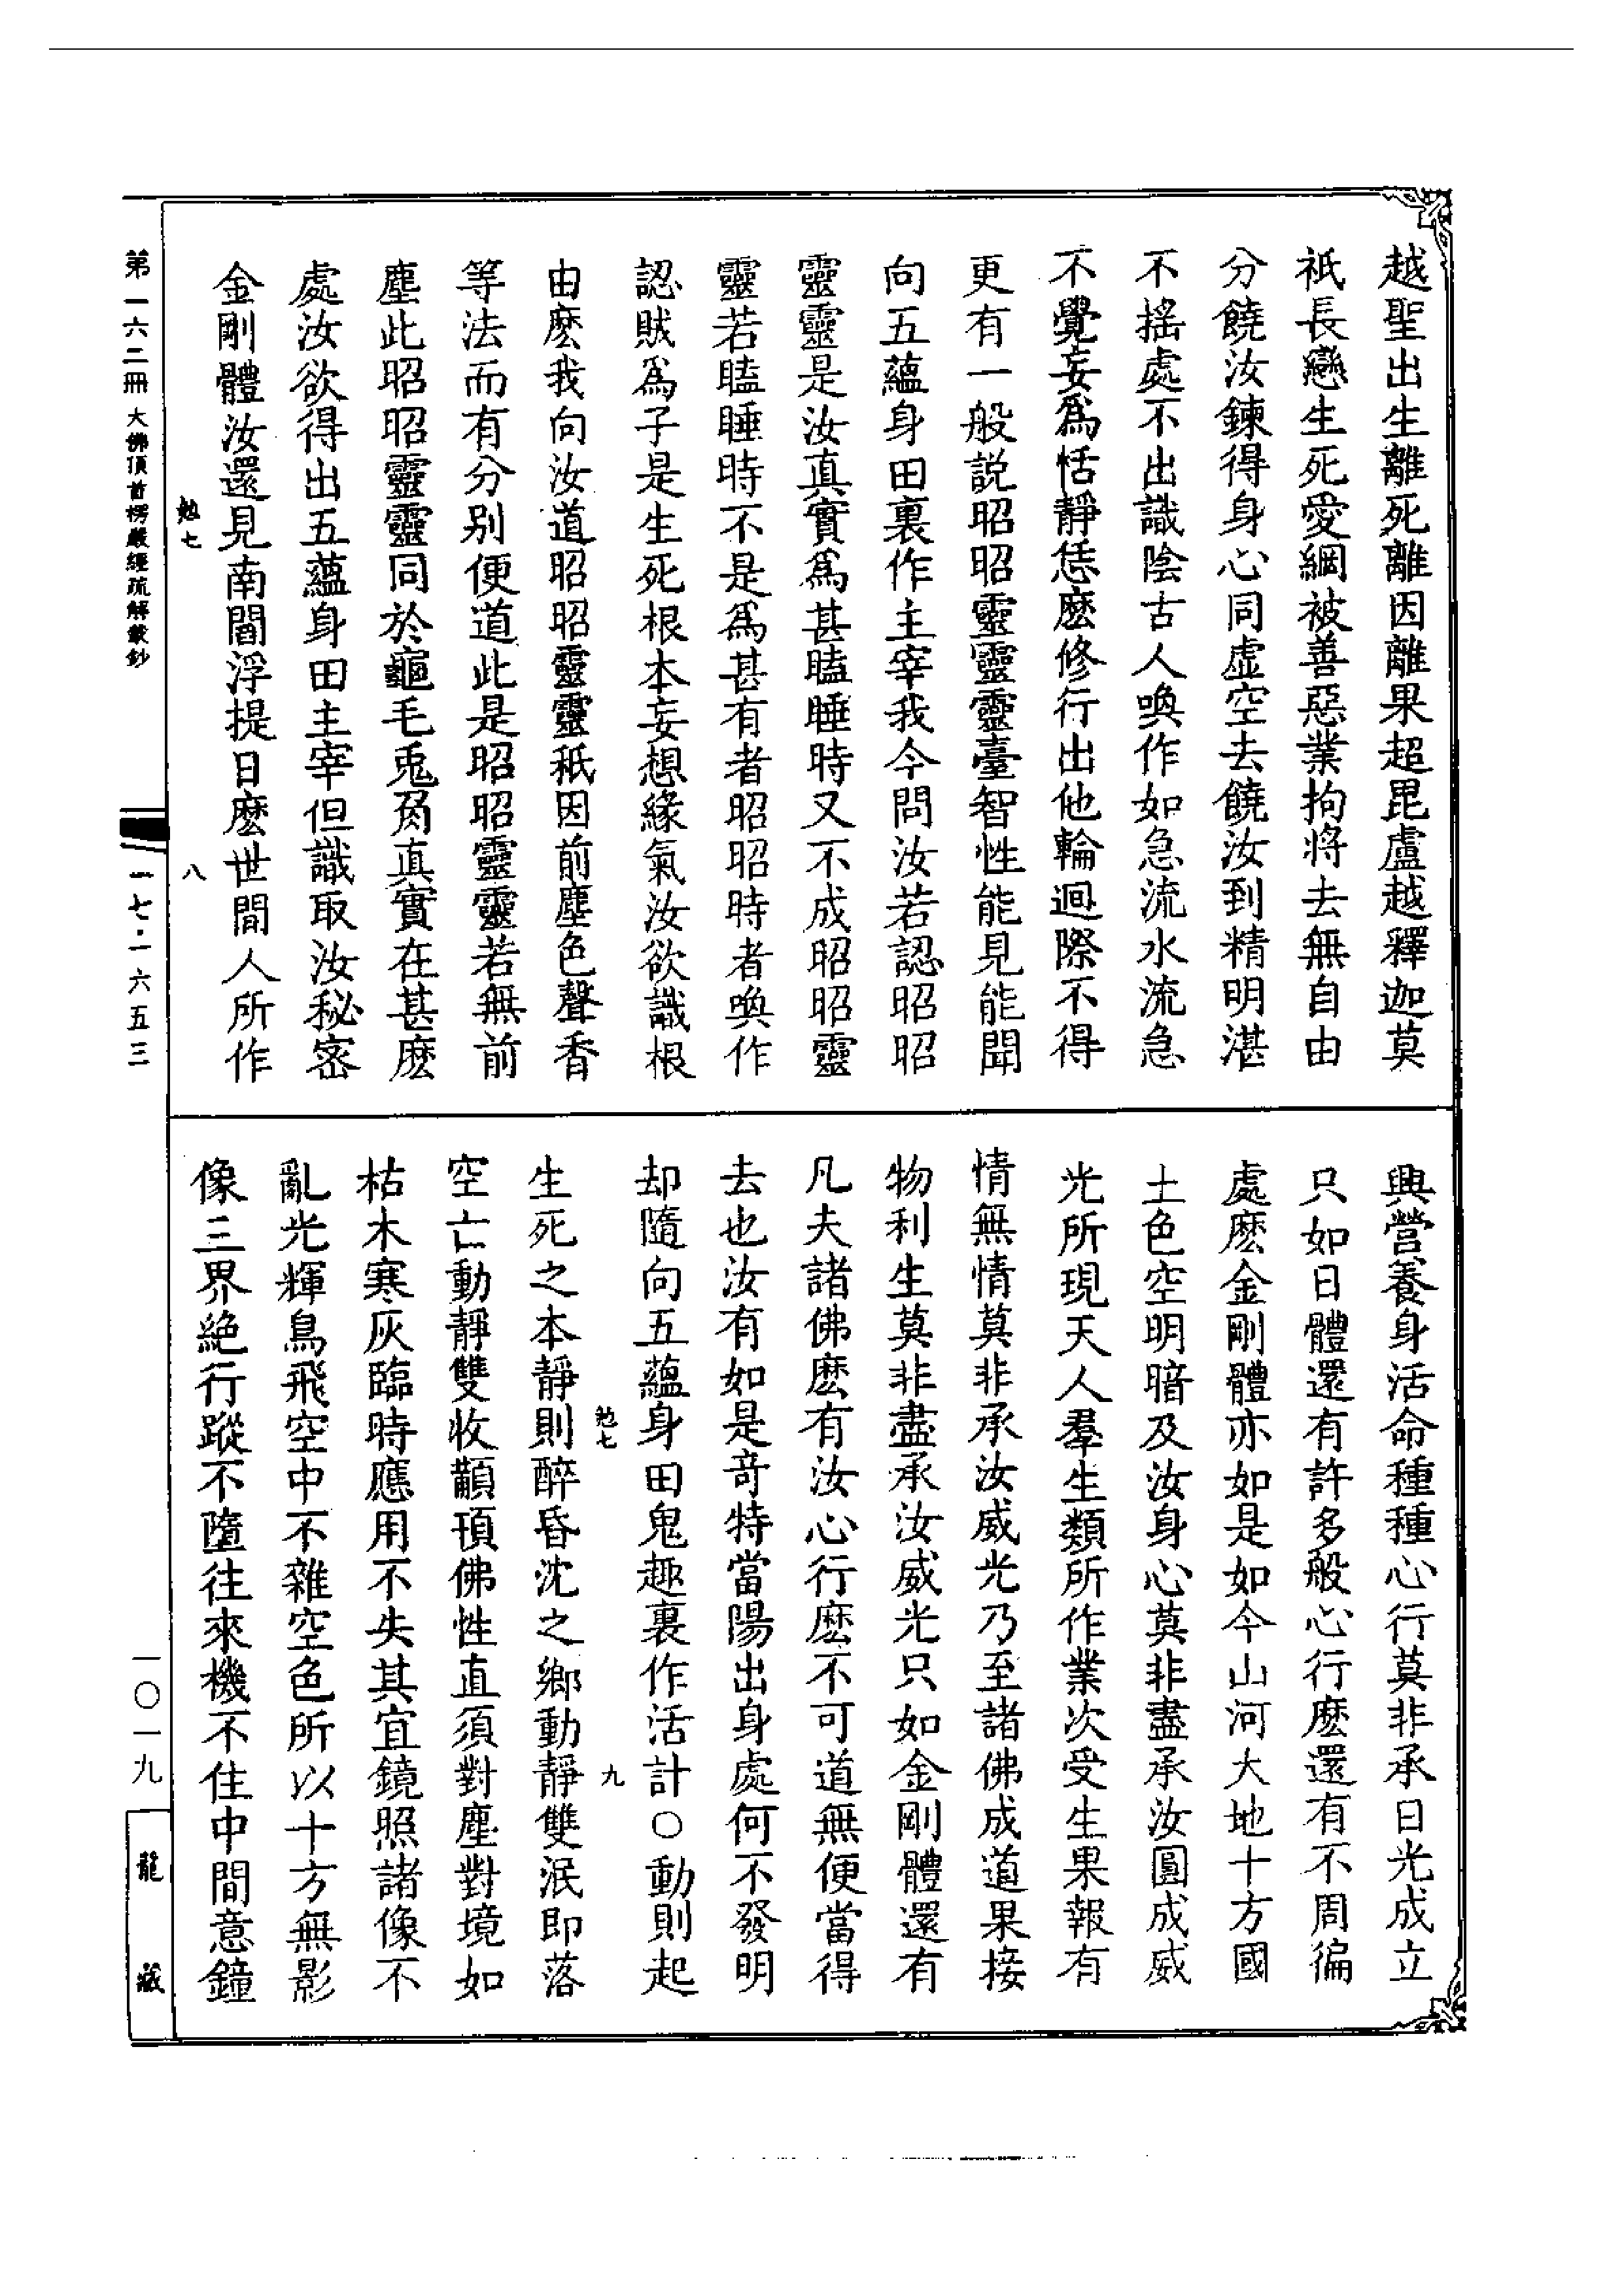 越聖出生離死離因離果超毘盧越釋迦莫
祇長戀生死愛網被善惡業拘將去無自由
分饒汝鍊得身心同虛空去饒汝到精明湛
不搖處不出識陰古人喚作如急流水流急
不覺妄為恬靜恁麽修行出他輪迴際不得
更有一般説昭昭靈靈靈臺智性能見能聞
向五蘊身田裏作主宰我今問汝若認昭昭
靈靈是汝真實為甚瞌睡時又不成昭昭靈
靈若瞌睡時不是為甚有者昭昭時者喚作
認賊為子是生死根本妄想緣氣汝欲識根
由麽我向汝道昭昭靈靈秖因前塵色聲香
等法而有分別便道此是昭昭靈靈若無前
塵此昭昭靈靈同於龜毛兎角真實在甚麽
處汝欲得出五蘊身田主宰但識取汝秘密
金剛體汝還見南閻浮提日麽世間人所作
勉七
八
第一六二冊 大佛頂首楞嚴經疏解蒙鈔
一七·一六五三
興營養身活命種種心行莫非承日光成立
只如日體還有許多般心行麽還有不周徧
處麽金剛體亦如是如今山河大地十方國
土色空明暗及汝身心莫非盡承汝圓成威
光所現天人羣生類所作業次受生果報有
情無情莫非承汝威光乃至諸佛成道果接
物利生莫非盡承汝威光只如金剛體還有
凡夫諸佛麽有汝心行麽不可道無便當得
去也汝有如是奇特當陽出身處何不發明
却隨向五蘊身田鬼趣裏作活計○動則起
勉七
九
生死之本靜則醉昏沈之鄉動靜雙泯即落
空亡動靜雙收顢頇佛性直須對塵對境如
枯木寒灰臨時應用不失其宜鏡照諸像不
亂光輝鳥飛空中不雜空色所以十方無影
像三界絶行蹤不墮往來機不住中間意鐘
一〇一九
龍藏